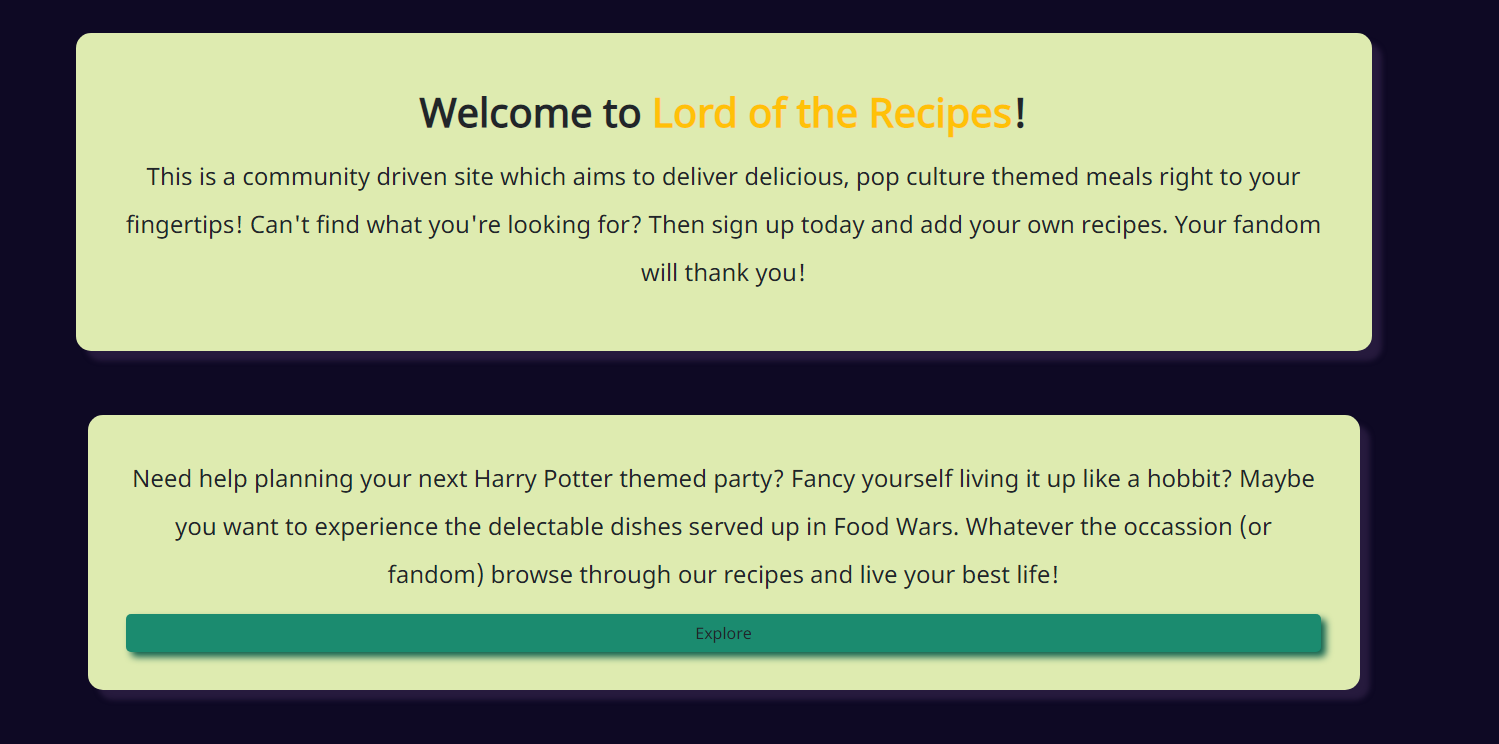 Welcome to Lord of the Recipes!
This is a community driven site which aims to deliver delicious, pop culture themed meals right to your
fingertips! Can't find what you're looking for? Then sign up today and add your own recipes. Your fandom
will thank you!
Need help planning your next Harry Potter themed party? Fancy yourself living it up like a hobbit? Maybe
you want to experience the delectable dishes served up in Food Wars. Whatever the occassion (or
fandom) browse through our recipes and live your best life!
Explore